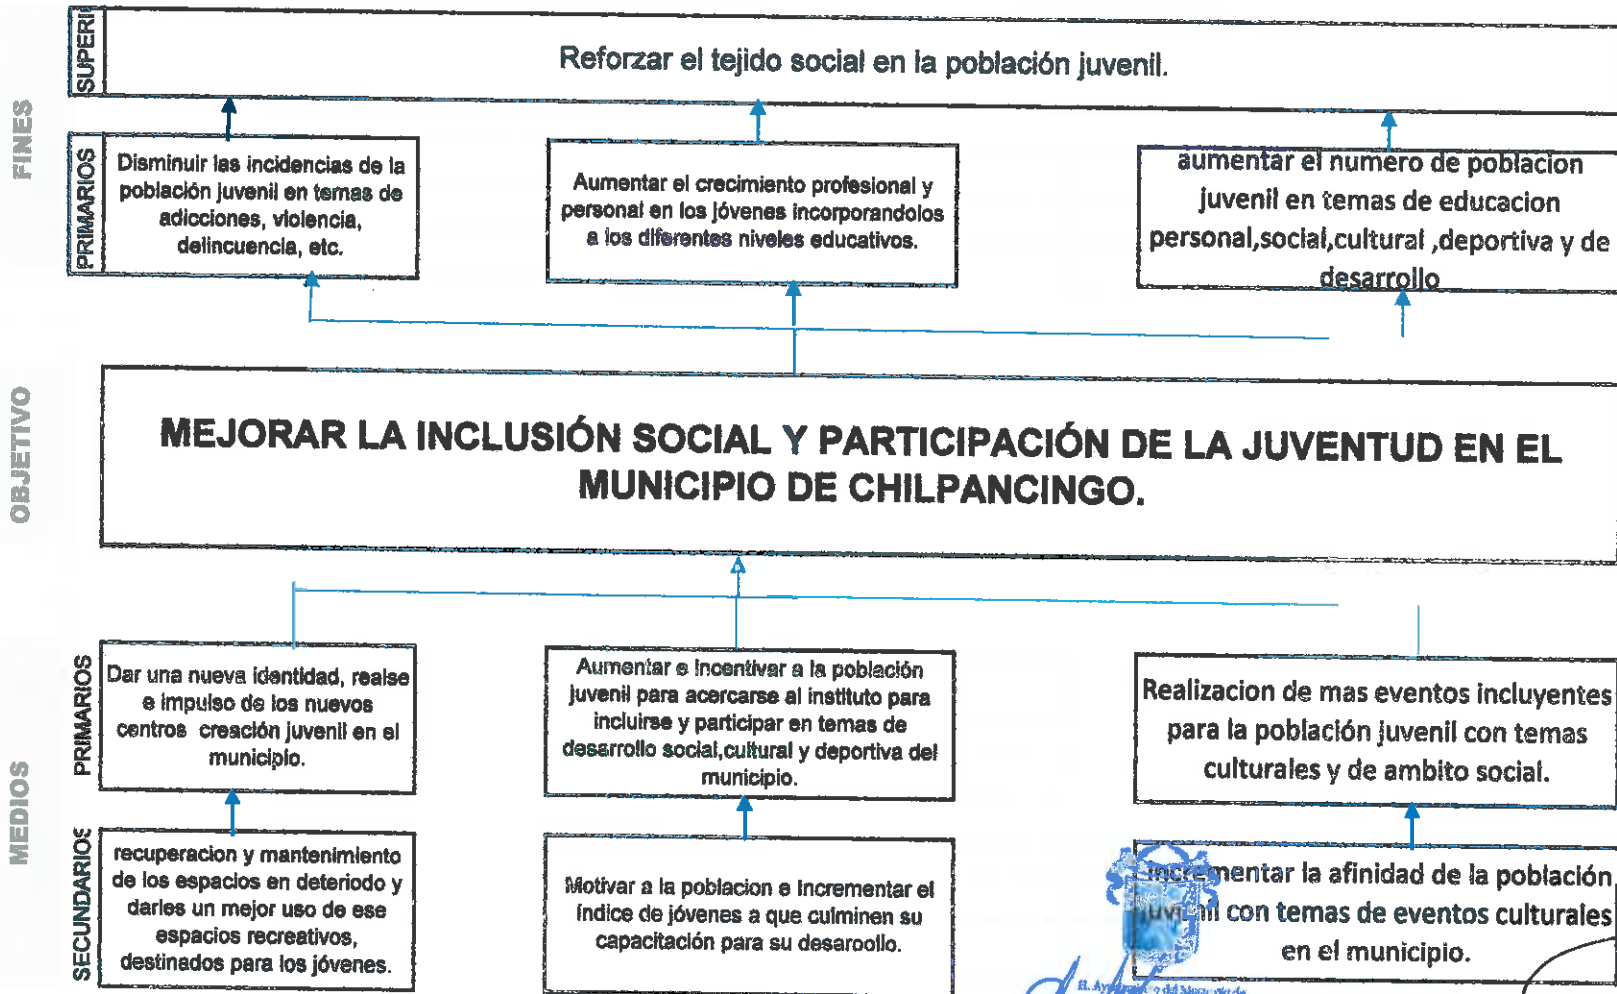 FINES
SUPERI
Reforzar el tejido social en la población juvenil.
PRIMARIOS
Disminuir las incidencias de la
población juvenil en temas de
adicciones, violencia,
delincuencia, etc.
Aumentar el crecimiento profesional y
personal en los jóvenes incorporandolos
a los diferentes niveles educativos.
aumentar el numero de poblacion
juvenil en temas de educacion
personal,social,cultural ,deportiva y de
desarrollo
OBJETIVO
MEJORAR LA INCLUSIÓN SOCIAL Y PARTICIPACIÓN DE LA JUVENTUD EN EL
MUNICIPIO DE CHILPANCINGO.
MEDIOS
PRIMARIOS
Dar una nueva identidad, realse
e impulso de los nuevos
centros creación juvenil en el
municipio.
Aumentar e incentivar a la población
juvenil para acercarse al instituto para
incluirse y participar en temas de
desarrollo social,cultural y deportiva del
municipio.
Realizacion de mas eventos incluyentes
para la población juvenil con temas
culturales y de ambito social.
SECUNDARIOS
recuperacion y mantenimiento
de los espacios en deteriodo y
darles un mejor uso de ese
espacios recreativos,
destinados para los jóvenes.
Motivar a la poblacion e incrementar el
índice de jóvenes a que culminen su
capacitación para su desaroollo.
Incrementar la afinidad de la población
juvenil con temas de eventos culturales
en el municipio.